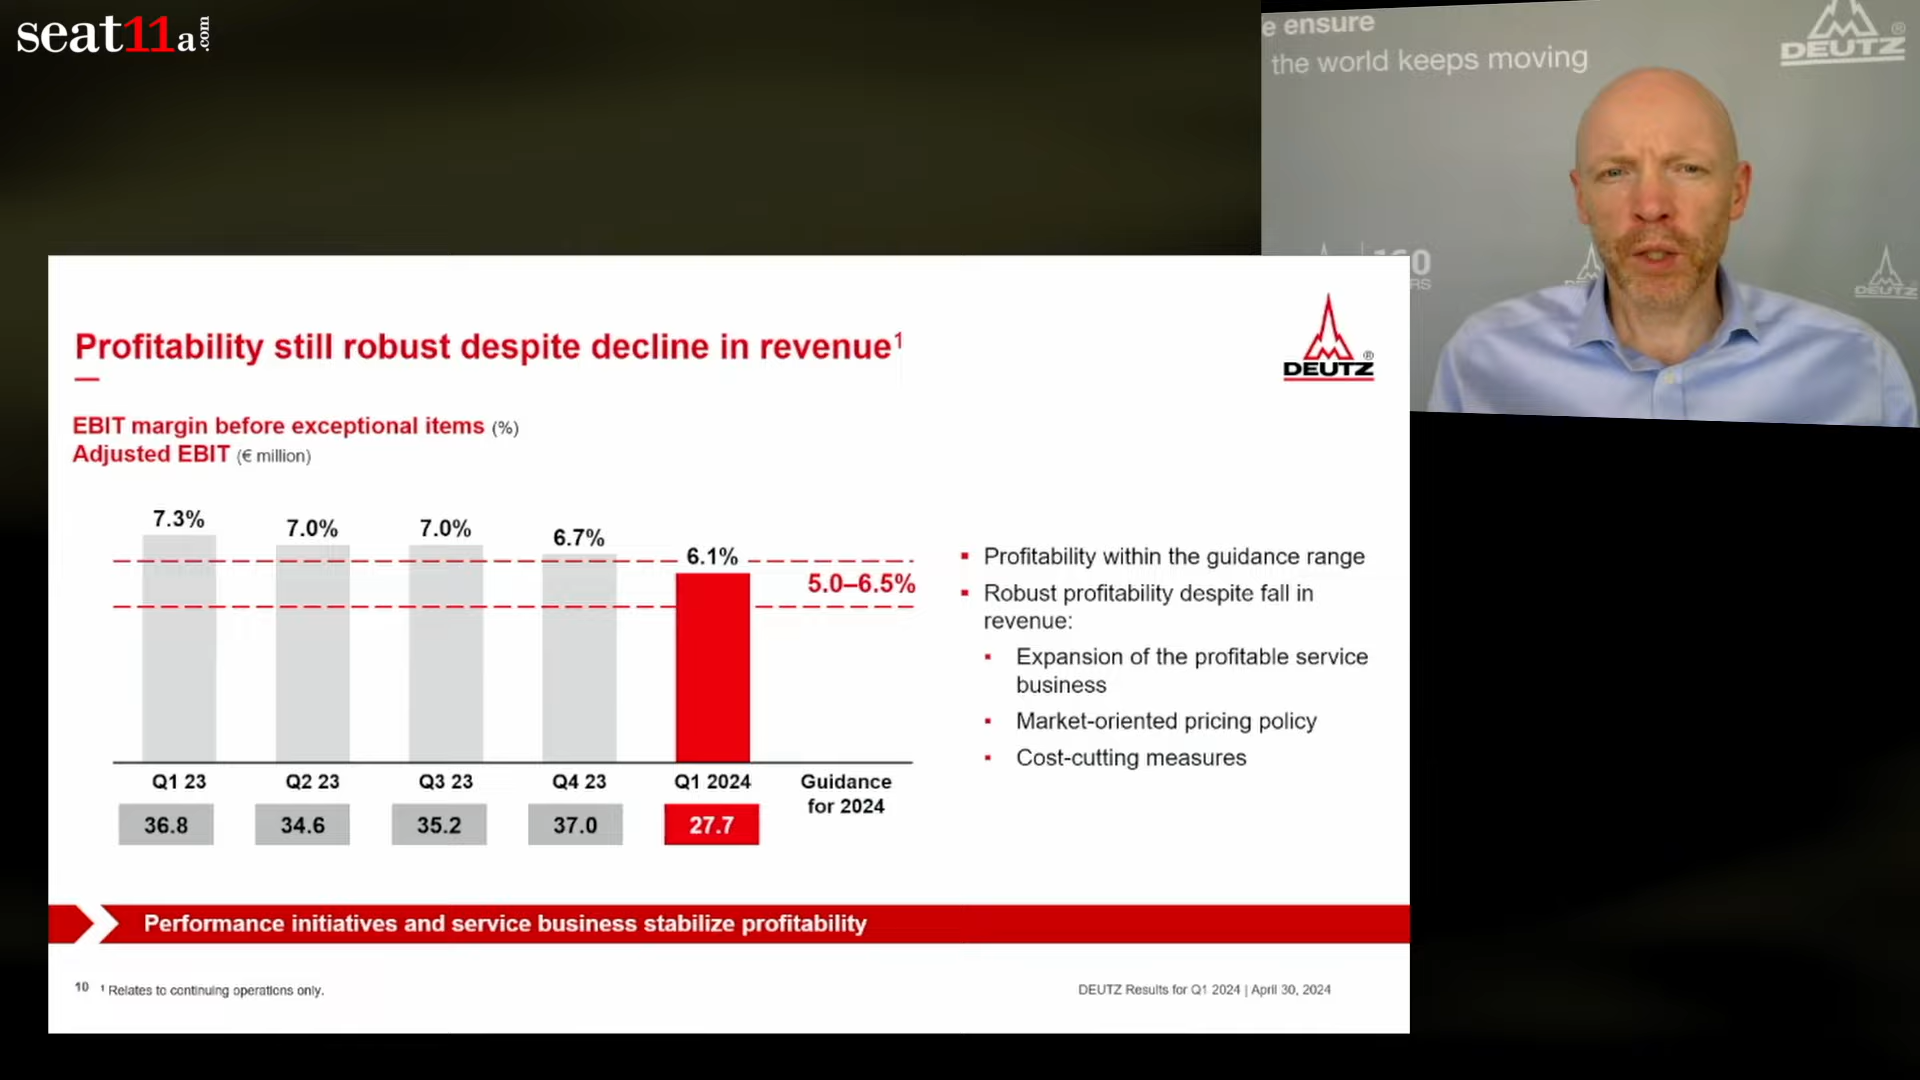 seat11a.com
e ensure
the world keeps moving
DEUTZ®
DEUTZ
Profitability still robust despite decline in revenue¹
DEUTZ®
EBIT margin before exceptional items (%)
Adjusted EBIT (€ million)
7.3%
7.0%
7.0%
6.7%
6.1%
5.0–6.5%
Q1 23
Q2 23
Q3 23
Q4 23
Q1 2024
Guidance
for 2024
36.8
34.6
35.2
37.0
27.7
▪ Profitability within the guidance range
▪ Robust profitability despite fall in
revenue:
▪ Expansion of the profitable service
business
▪ Market-oriented pricing policy
▪ Cost-cutting measures
Performance initiatives and service business stabilize profitability
10
¹ Relates to continuing operations only.
DEUTZ Results for Q1 2024 | April 30, 2024